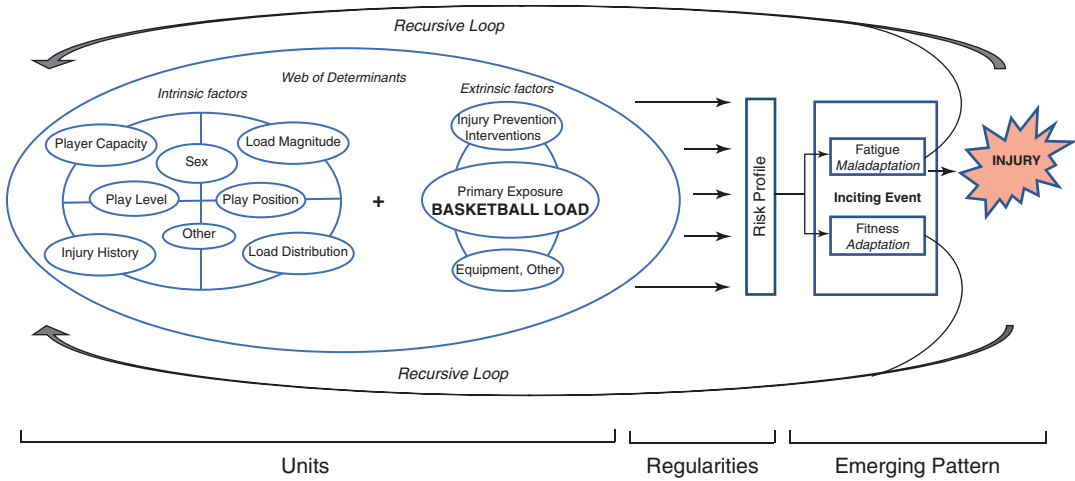 Recursive Loop
Web of Determinants
Intrinsic factors
Extrinsic factors
Player Capacity
Load Magnitude
Sex
Play Level
Play Position
Other
Injury History
Load Distribution
+
Injury Prevention
Interventions
Primary Exposure
BASKETBALL LOAD
Equipment, Other
Risk Profile
Fatigue
Maladaptation
Inciting Event
Fitness
Adaptation
INJURY
Recursive Loop
Units
Regularities
Emerging Pattern